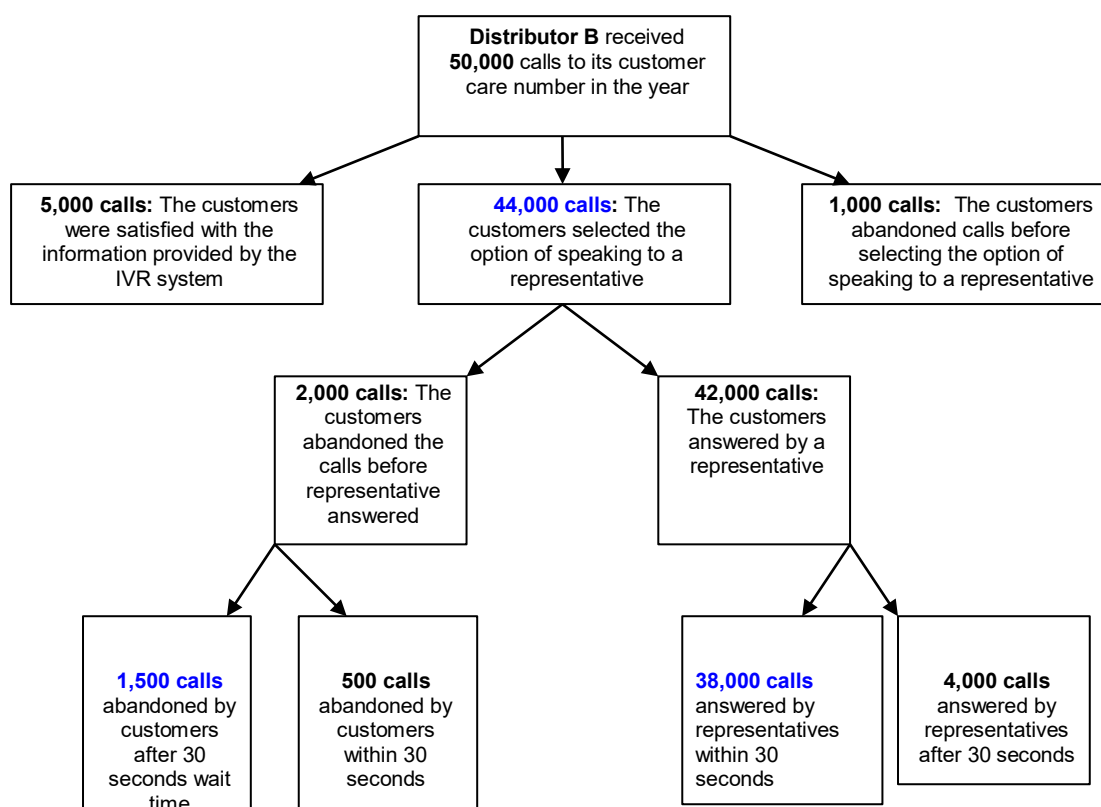 Distributor B received
50,000 calls to its customer
care number in the year
5,000 calls: The customers
were satisfied with the
information provided by the
IVR system
44,000 calls: The
customers selected the
option of speaking to a
representative
1,000 calls: The customers
abandoned calls before
selecting the option of
speaking to a representative
2,000 calls: The
customers
abandoned the
calls before
representative
answered
42,000 calls:
The customers
answered by a
representative
1,500 calls
abandoned by
customers after 30
seconds wait
time
500 calls
abandoned by
customers within 30
seconds
38,000 calls
answered by
representatives
within 30
seconds
4,000 calls
answered by
representatives
after 30 seconds